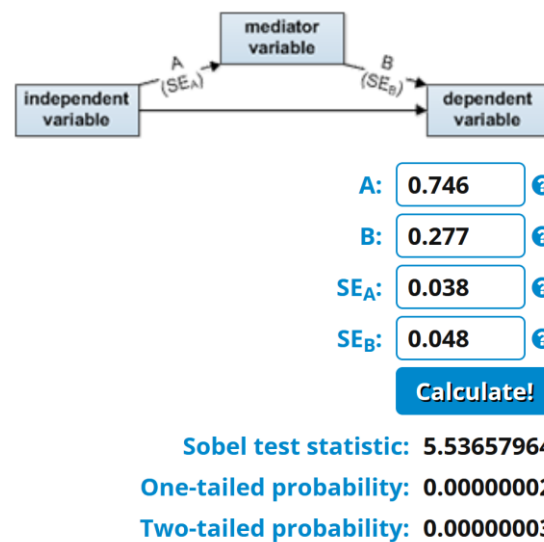 mediator
variable
A
(SEA)
B
(SEB)
independent
variable
dependent
variable
A: 0.746
B: 0.277
SEA: 0.038
SEB: 0.048
Calculate!
Sobel test statistic: 5.5365796
One-tailed probability: 0.0000000
Two-tailed probability: 0.0000000